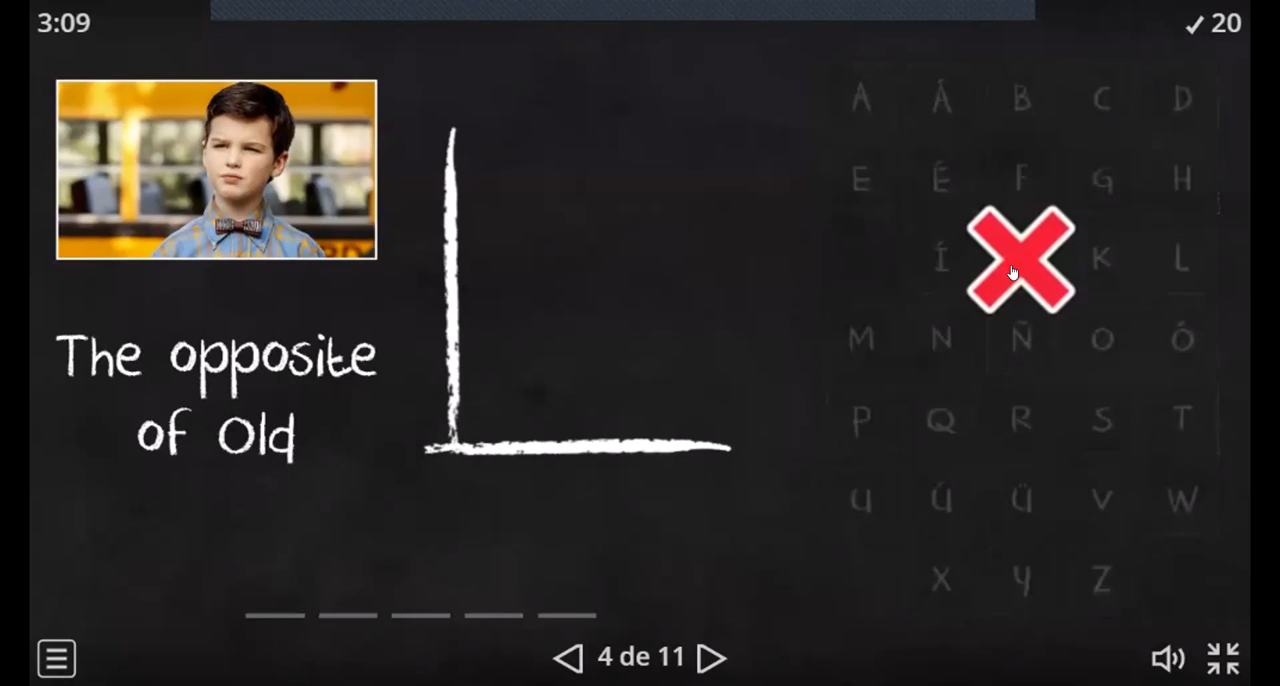 3:09
✓ 20
A Á B C D
E É F G H
Í K L
M N Ñ O Ó
P Q R S T
U Ú Ü V W
X Y Z
The opposite
of Old
4 de 11